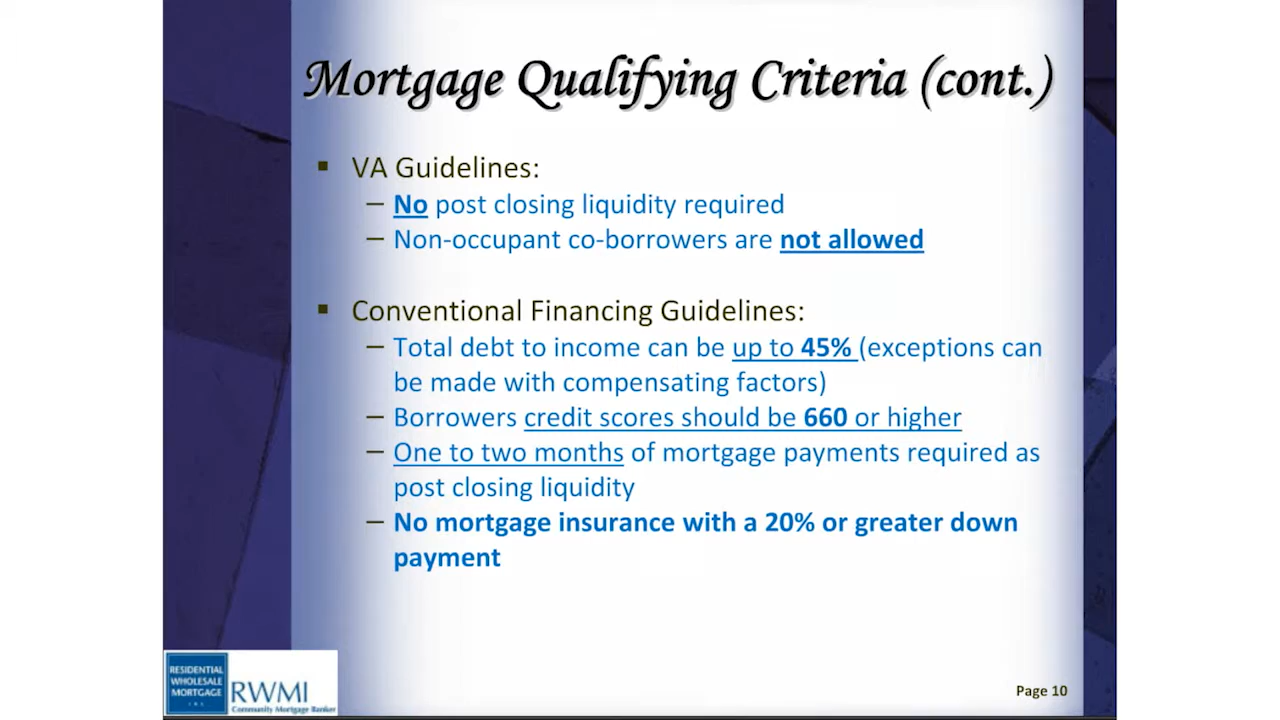 Mortgage Qualifying Criteria (cont.)
▪ VA Guidelines:
– No post closing liquidity required
– Non-occupant co-borrowers are not allowed
▪ Conventional Financing Guidelines:
– Total debt to income can be up to 45% (exceptions can
be made with compensating factors)
– Borrowers credit scores should be 660 or higher
– One to two months of mortgage payments required as
post closing liquidity
– No mortgage insurance with a 20% or greater down
payment
RESIDENTIAL
WHOLESALE
MORTGAGE
INC
RWMI
Community Mortgage Banker
Page 10